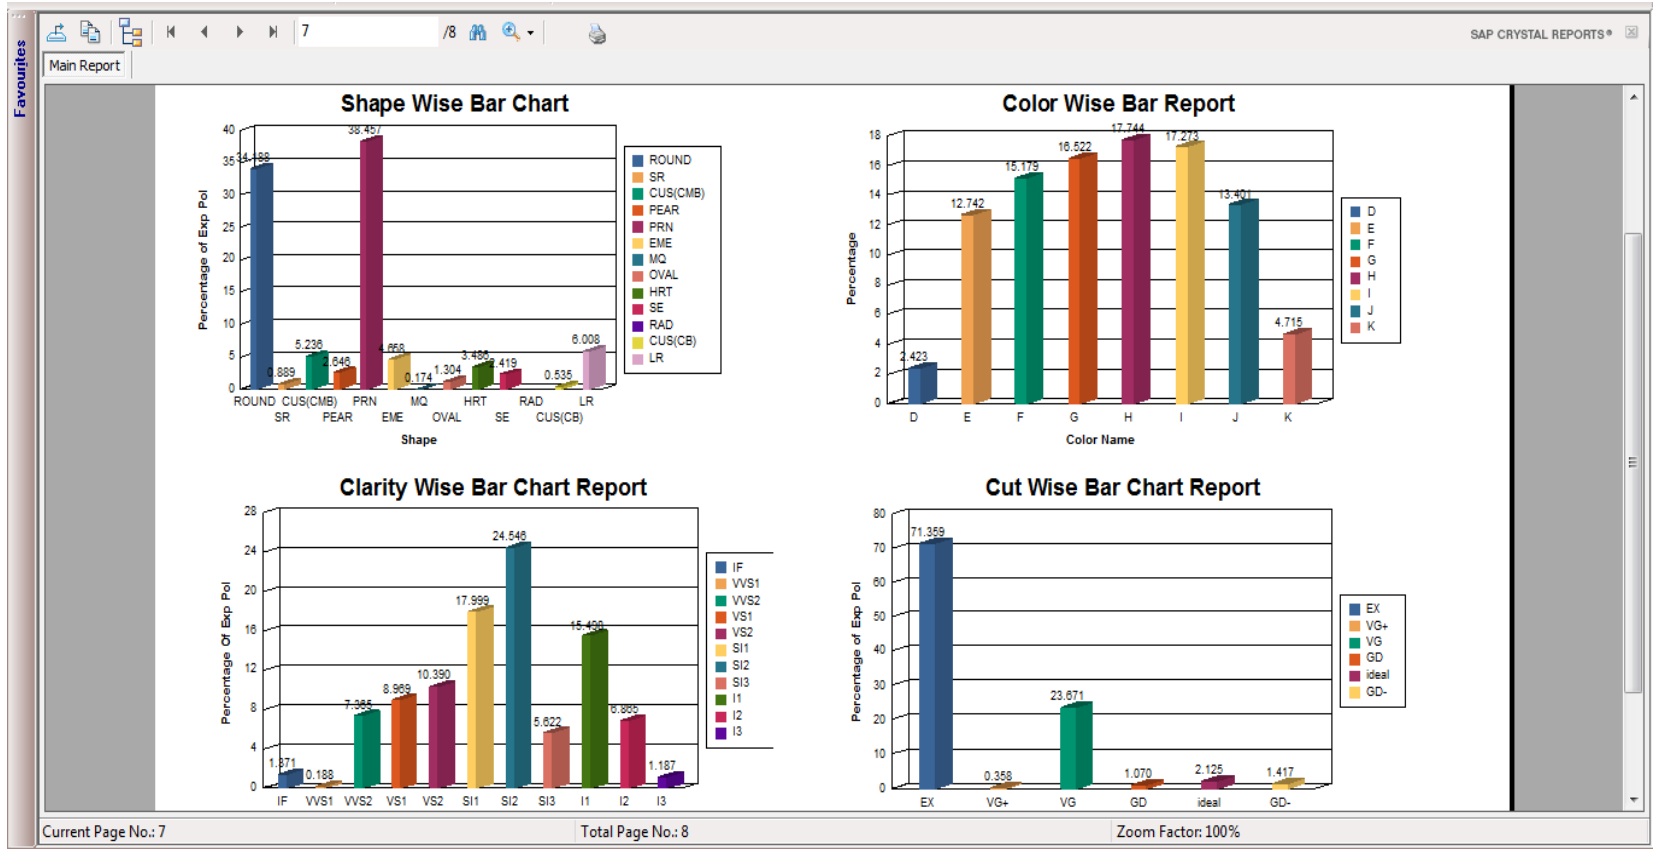 Favourites
7
/8
SAP CRYSTAL REPORTS®
Main Report
Shape Wise Bar Chart
40
35
30
25
20
15
10
5
0
Percentage of Exp Pol
34.188
0.889
5.236
2.646
38.457
4.658
0.174
1.304
3.486
2.419
0.535
6.008
ROUND CUS(CMB) PRN MQ HRT RAD LR
SR PEAR EME OVAL SE CUS(CB)
Shape
ROUND
SR
CUS(CMB)
PEAR
PRN
EME
MQ
OVAL
HRT
SE
RAD
CUS(CB)
LR
Color Wise Bar Report
18
16
14
12
10
8
6
4
2
0
Percentage
2.423
12.742
15.179
16.522
17.744
17.273
13.401
4.715
D E F G H I J K
Color Name
D
E
F
G
H
I
J
K
Clarity Wise Bar Chart Report
28
24
20
16
12
8
4
0
Percentage Of Exp Pol
1.371
0.188
7.365
8.969
10.390
17.999
24.546
5.622
15.498
6.865
1.187
IF VVS1 VVS2 VS1 VS2 SI1 SI2 SI3 I1 I2 I3
IF
VVS1
VVS2
VS1
VS2
SI1
SI2
SI3
I1
I2
I3
Cut Wise Bar Chart Report
80
70
60
50
40
30
20
10
0
Percentage of Exp Pol
71.359
0.358
23.671
1.070
2.125
1.417
EX VG+ VG GD ideal GD-
EX
VG+
VG
GD
ideal
GD-
Current Page No.: 7
Total Page No.: 8
Zoom Factor: 100%